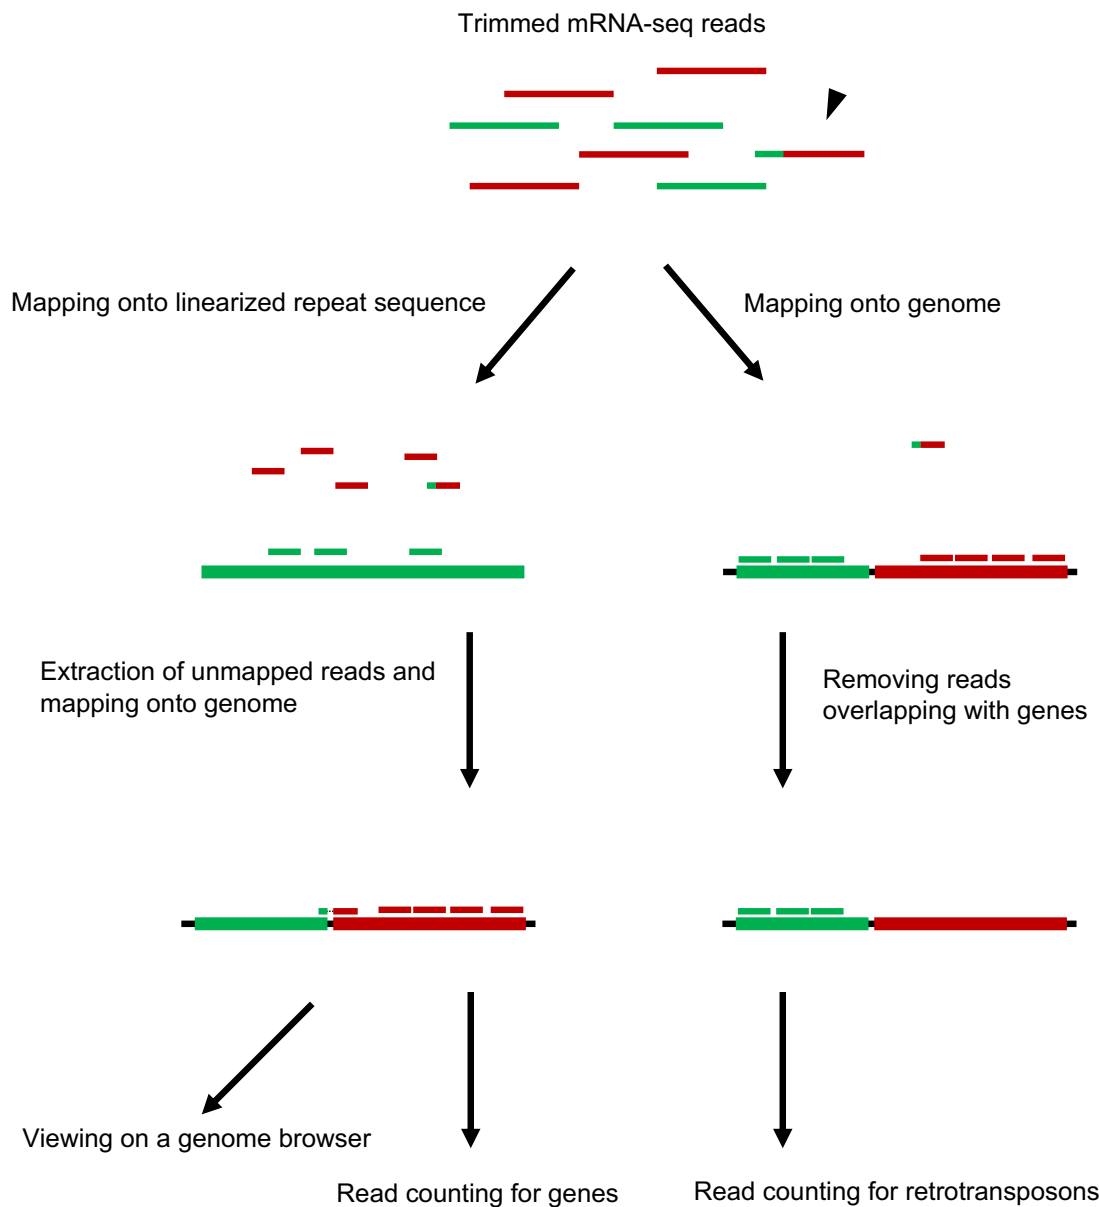 Trimmed mRNA-seq reads
Mapping onto linearized repeat sequence
Mapping onto genome
Extraction of unmapped reads and
mapping onto genome
Removing reads
overlapping with genes
Viewing on a genome browser
Read counting for genes
Read counting for retrotransposons